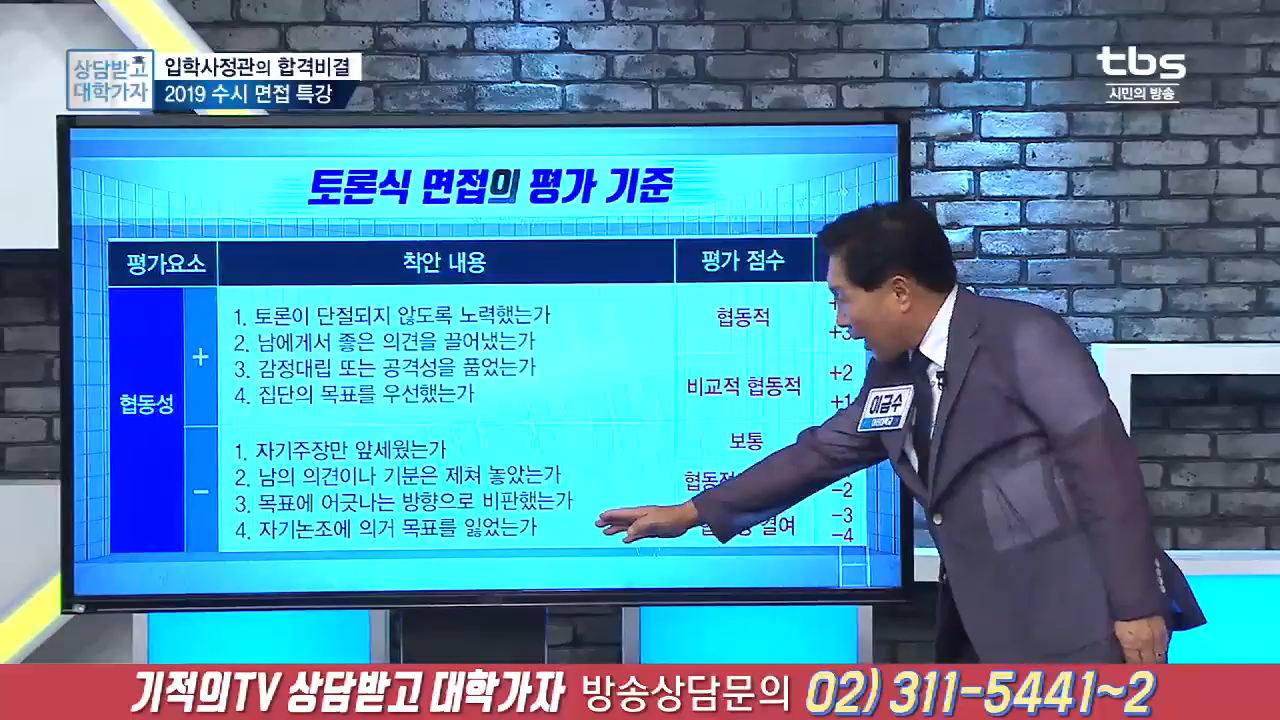 상담받고
대학가자
입학사정관의 합격비결
2019 수시 면접 특강
tbs
시민의 방송
토론식 면접의 평가 기준
평가요소
착안 내용
평가 점수
협동성
+
1. 토론이 단절되지 않도록 노력했는가
2. 남에게서 좋은 의견을 끌어냈는가
3. 감정대립 또는 공격성을 품었는가
4. 집단의 목표를 우선했는가
−
1. 자기주장만 앞세웠는가
2. 남의 의견이나 기분은 제쳐 놓았는가
3. 목표에 어긋나는 방향으로 비판했는가
4. 자기논조에 의거 목표를 잃었는가
협동적
+3
비교적 협동적
+2
+1
보통
협동적
−2
결여
−3
−4
이금수
기적의TV 상담받고 대학가자 방송상담문의 02) 311-5441~2